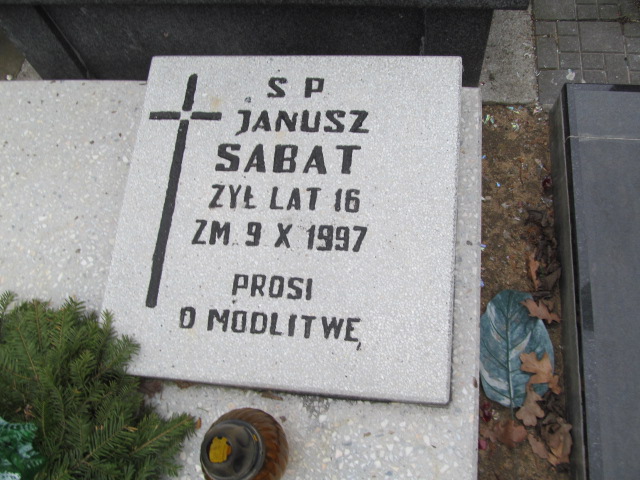 Ś P
JANUSZ
SABAT
ŻYŁ LAT 16
ZM. 9 X 1997
PROSI
O MODLITWĘ